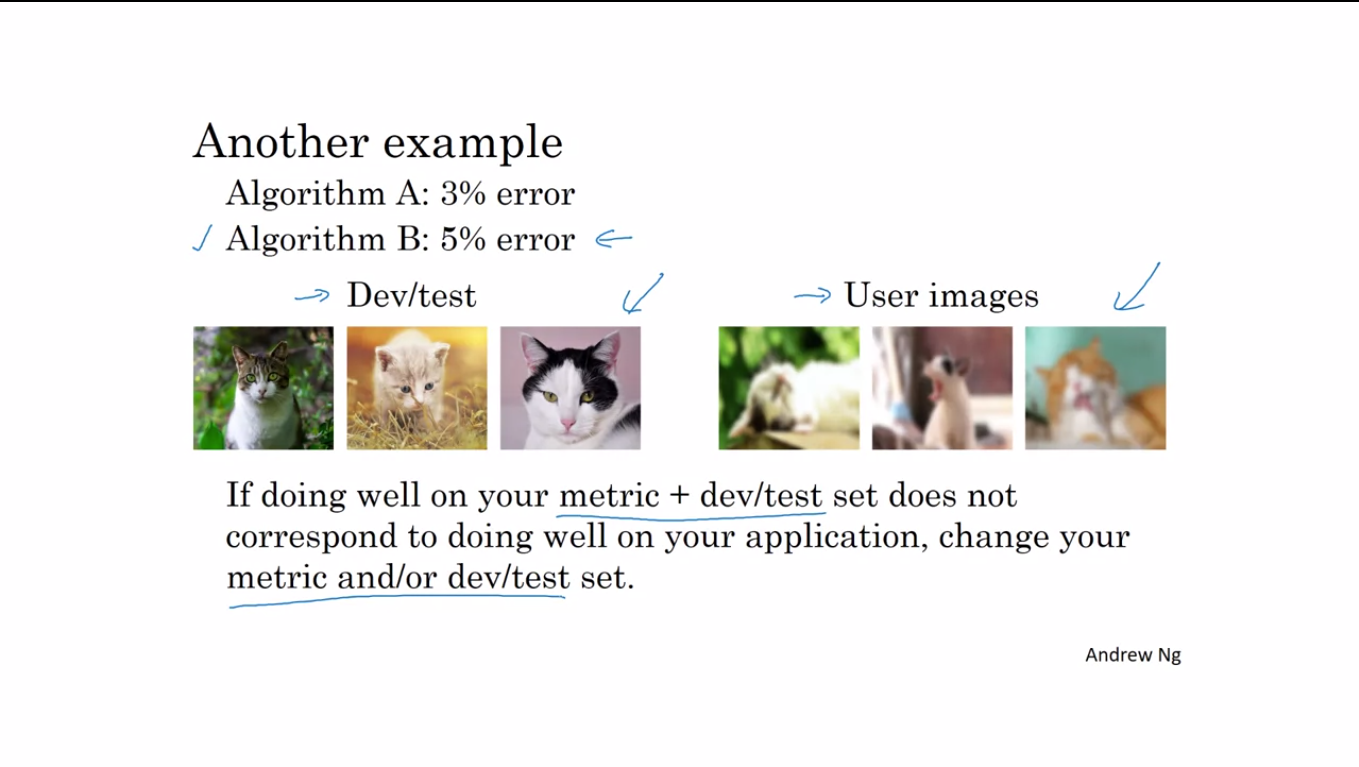 Another example
Algorithm A: 3% error
Algorithm B: 5% error
Dev/test
User images
If doing well on your metric + dev/test set does not
correspond to doing well on your application, change your
metric and/or dev/test set.
Andrew Ng